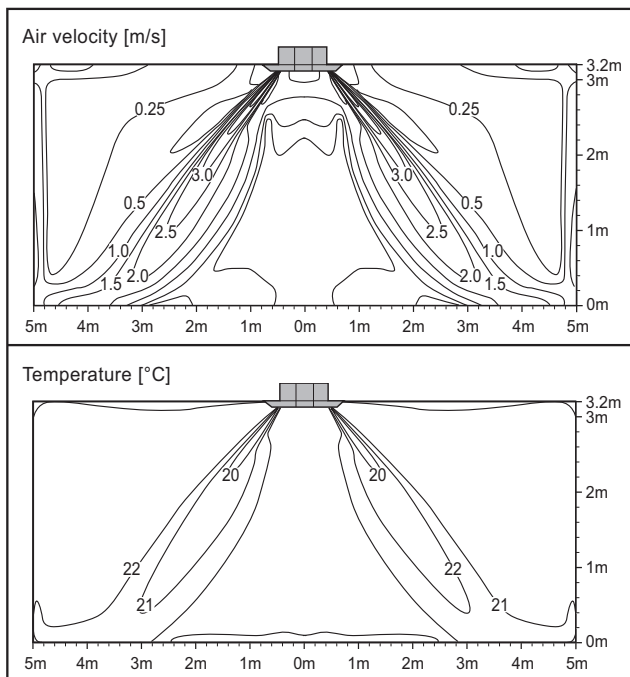 Air velocity [m/s]
3.2m
3m
0.25 0.25
2m
3.0 3.0
0.5 0.5
2.5 2.5
1m
1.0 1.0
2.0 2.0
1.5 1.5
0m
5m 4m 3m 2m 1m 0m 1m 2m 3m 4m 5m
Temperature [°C]
3.2m
3m
20 20
2m
22 22
1m
21 21
0m
5m 4m 3m 2m 1m 0m 1m 2m 3m 4m 5m